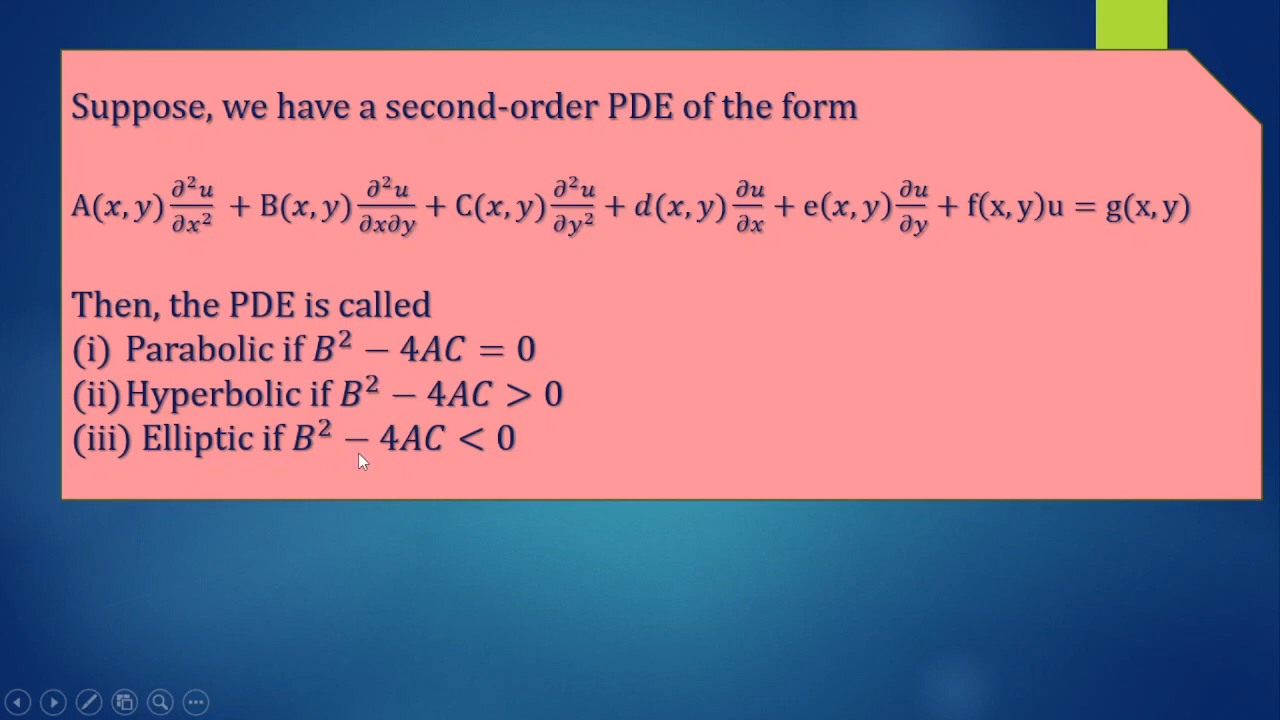 Suppose, we have a second-order PDE of the form
A(x, y) ∂²u/∂x² + B(x, y) ∂²u/∂x∂y + C(x, y) ∂²u/∂y² + d(x, y) ∂u/∂x + e(x, y) ∂u/∂y + f(x, y)u = g(x, y)
Then, the PDE is called
(i) Parabolic if B² − 4AC = 0
(ii) Hyperbolic if B² − 4AC > 0
(iii) Elliptic if B² − 4AC < 0